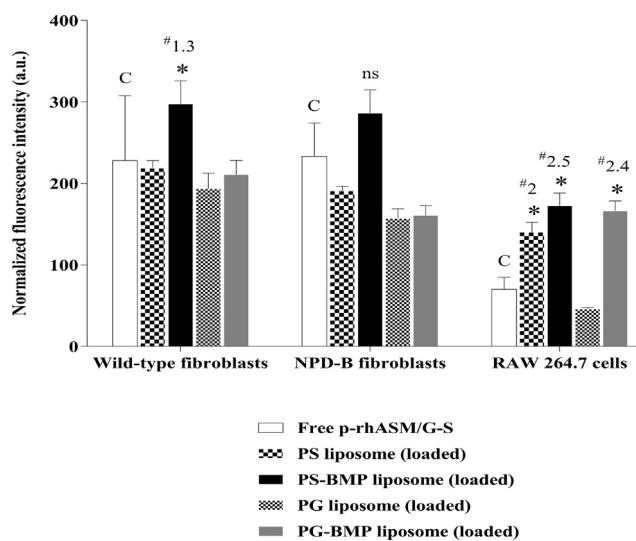 Normalized fluorescence intensity (a.u.)
400
300
200
100
0
C
#1.3
*
C
ns
C
#2
*
#2.5
*
#2.4
*
Wild-type fibroblasts
NPD-B fibroblasts
RAW 264.7 cells
Free p-rhASM/G-S
PS liposome (loaded)
PS-BMP liposome (loaded)
PG liposome (loaded)
PG-BMP liposome (loaded)